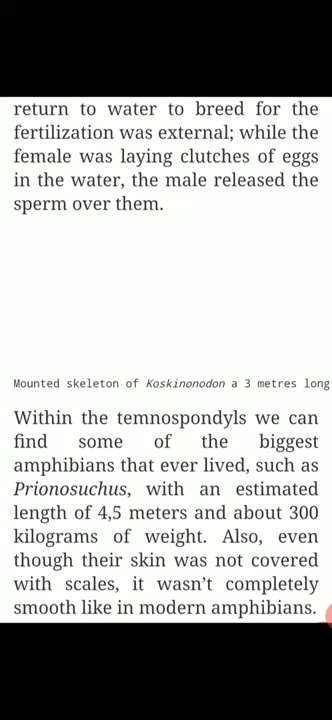 return to water to breed for the
fertilization was external; while the
female was laying clutches of eggs
in the water, the male released the
sperm over them.
Mounted skeleton of Koskinonodon a 3 metres long
Within the temnospondyls we can
find some of the biggest
amphibians that ever lived, such as
Prionosuchus, with an estimated
length of 4,5 meters and about 300
kilograms of weight. Also, even
though their skin was not covered
with scales, it wasn’t completely
smooth like in modern amphibians.